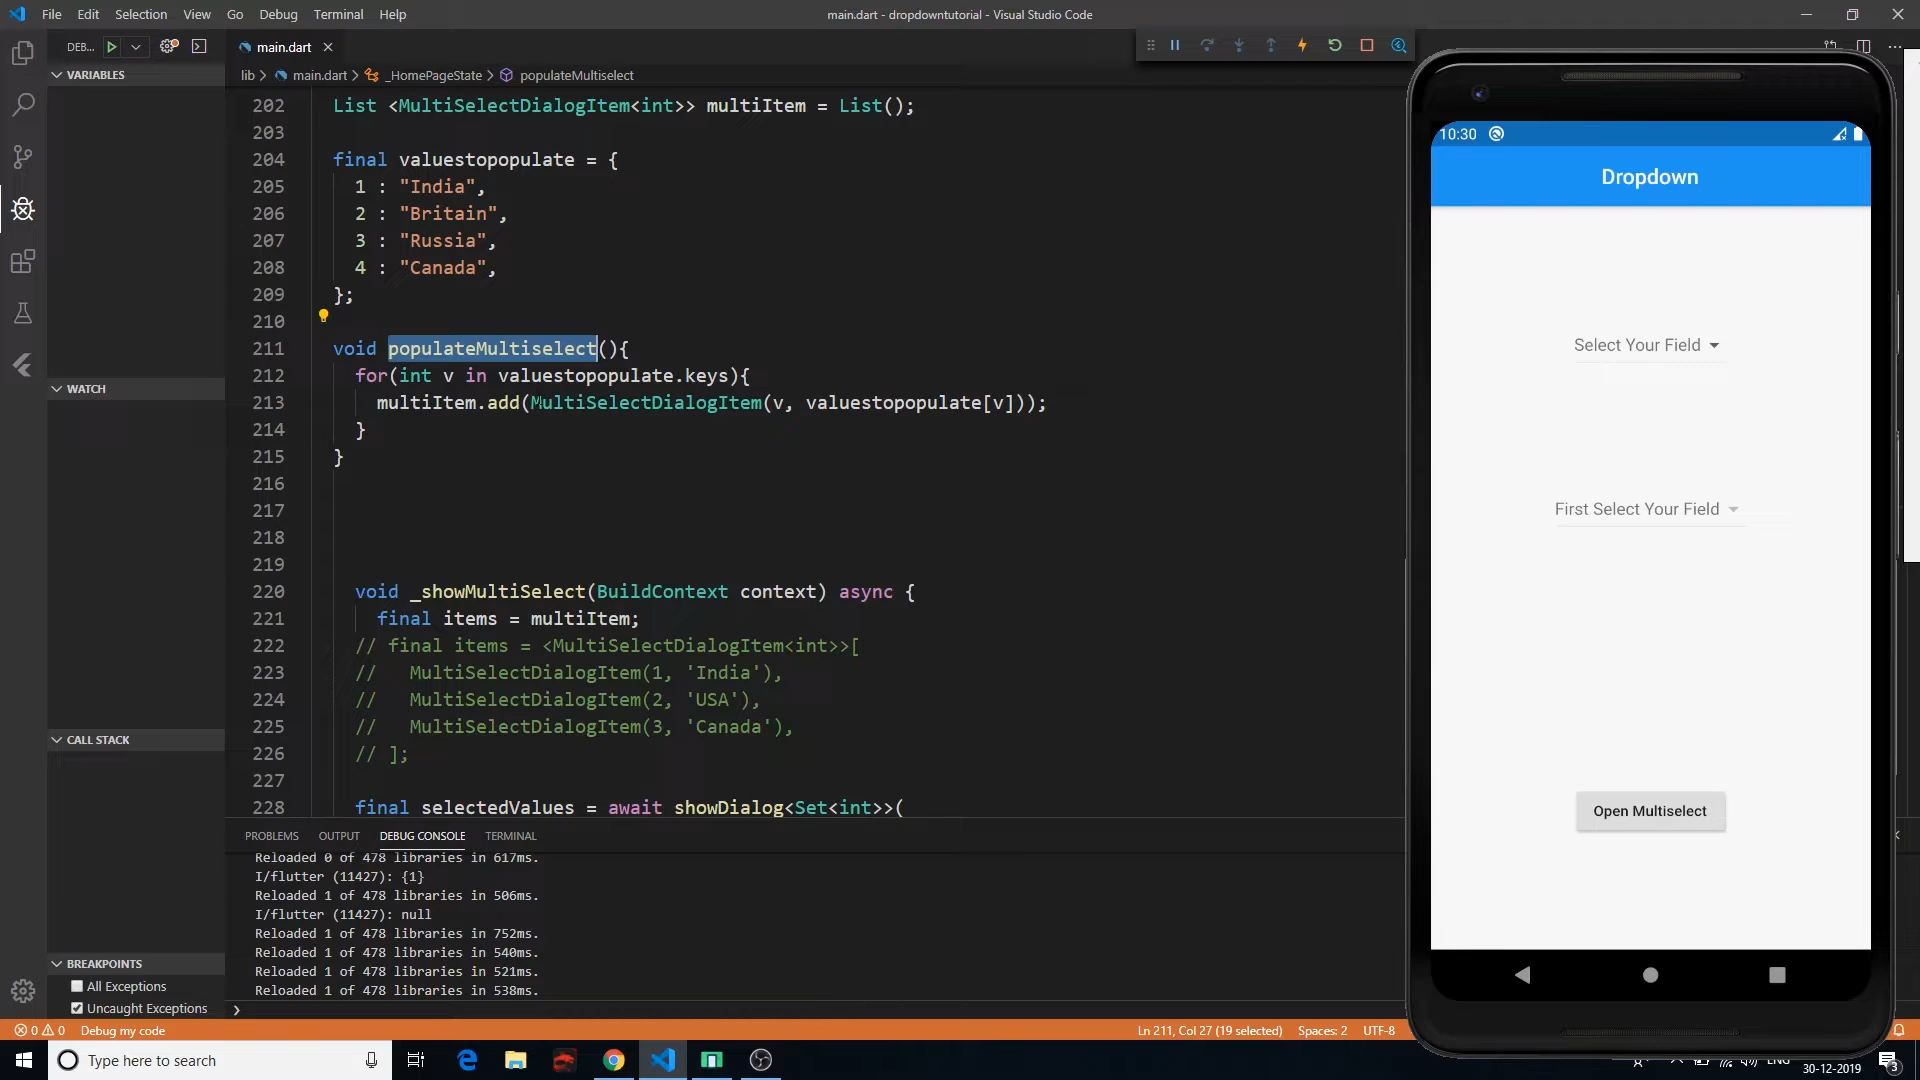 File Edit Selection View Go Debug Terminal Help
main.dart - dropdowntutorial - Visual Studio Code
DEB...
main.dart
lib > main.dart > _HomePageState > populateMultiselect
VARIABLES
WATCH
CALL STACK
BREAKPOINTS
All Exceptions
Uncaught Exceptions
202 List <MultiSelectDialogItem<int>> multiItem = List();
203
204 final valuestopopulate = {
205 1 : "India",
206 2 : "Britain",
207 3 : "Russia",
208 4 : "Canada",
209 };
210
211 void populateMultiselect(){
212 for(int v in valuestopopulate.keys){
213 multiItem.add(MultiSelectDialogItem(v, valuestopopulate[v]));
214 }
215 }
216
217
218
219
220 void _showMultiSelect(BuildContext context) async {
221 final items = multiItem;
222 // final items = <MultiSelectDialogItem<int>>[
223 // MultiSelectDialogItem(1, 'India'),
224 // MultiSelectDialogItem(2, 'USA'),
225 // MultiSelectDialogItem(3, 'Canada'),
226 // ];
227
228 final selectedValues = await showDialog<Set<int>>(
PROBLEMS OUTPUT DEBUG CONSOLE TERMINAL
Reloaded 0 of 478 libraries in 617ms.
I/flutter (11427): {1}
Reloaded 1 of 478 libraries in 506ms.
I/flutter (11427): null
Reloaded 1 of 478 libraries in 752ms.
Reloaded 1 of 478 libraries in 540ms.
Reloaded 1 of 478 libraries in 521ms.
Reloaded 1 of 478 libraries in 538ms.
10:30
Dropdown
Select Your Field
First Select Your Field
Open Multiselect
0 0 Debug my code
Ln 211, Col 27 (19 selected) Spaces: 2 UTF-8
Type here to search
ENG
30-12-2019
3